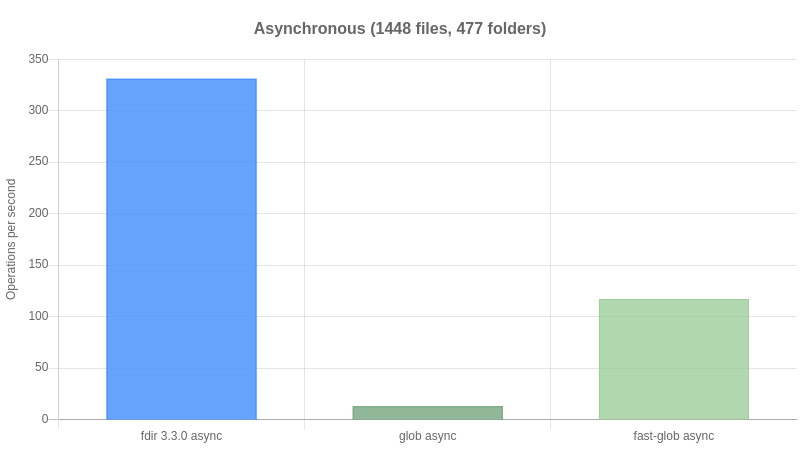 Asynchronous (1448 files, 477 folders)
Operations per second
350
300
250
200
150
100
50
0
fdir 3.3.0 async
glob async
fast-glob async